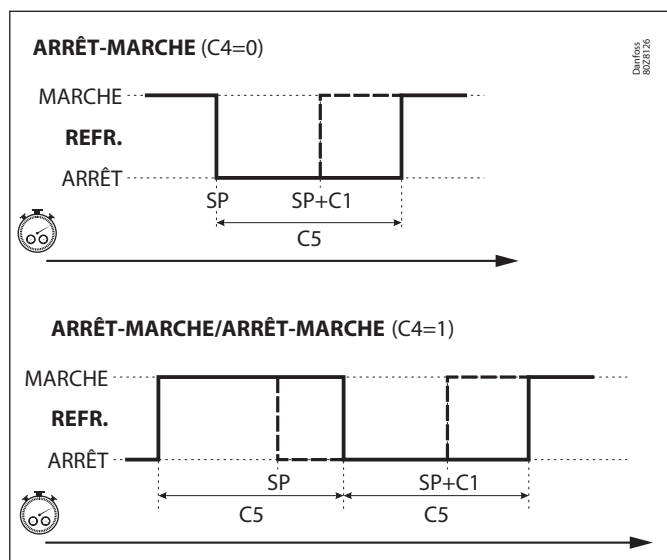 ARRÊT-MARCHE (C4=0)
Danfoss
80Z8126
MARCHE
REFR.
ARRÊT
SP
SP+C1
C5
ARRÊT-MARCHE/ARRÊT-MARCHE (C4=1)
MARCHE
REFR.
ARRÊT
SP
SP+C1
C5
C5